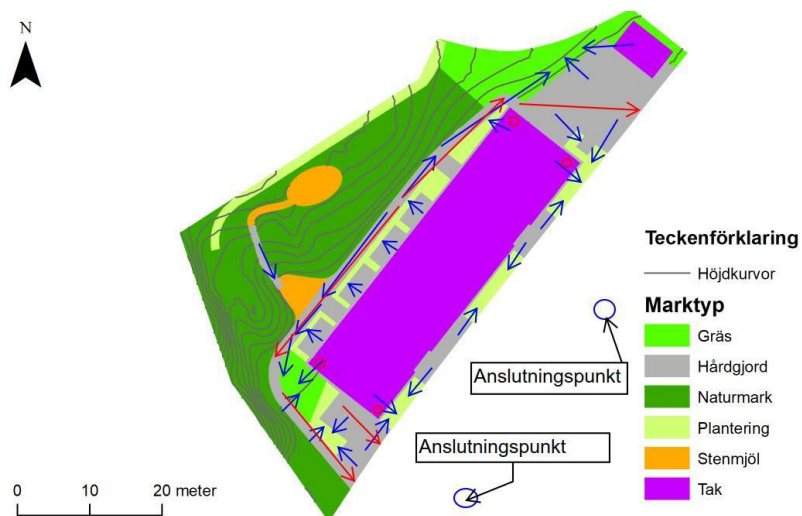 N
Teckenförklaring
Höjdkurvor
Marktyp
Gräs
Hårdgjord
Naturmark
Plantering
Stenmjöl
Tak
Anslutningspunkt
Anslutningspunkt
0 10 20 meter